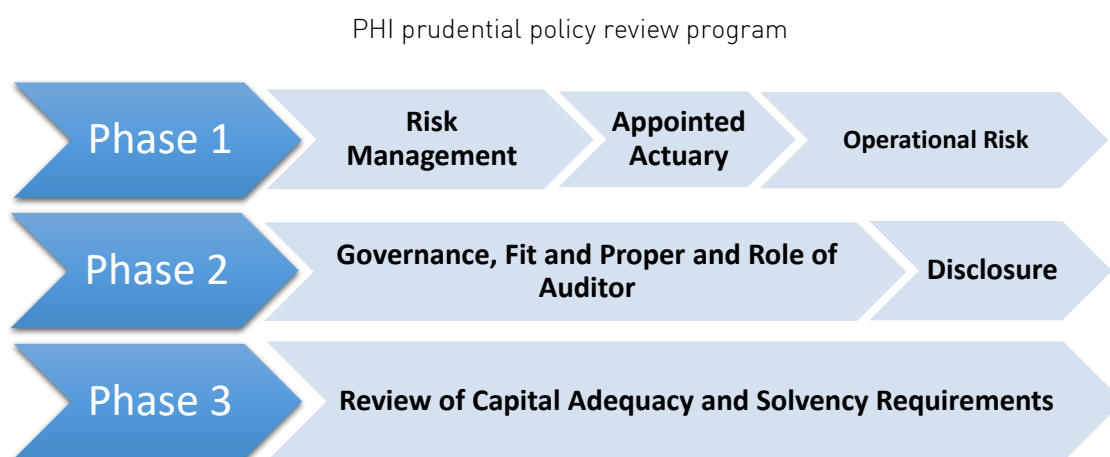 PHI prudential policy review program
Phase 1
Risk
Management
Appointed
Actuary
Operational Risk
Phase 2
Governance, Fit and Proper and Role of
Auditor
Disclosure
Phase 3
Review of Capital Adequacy and Solvency Requirements